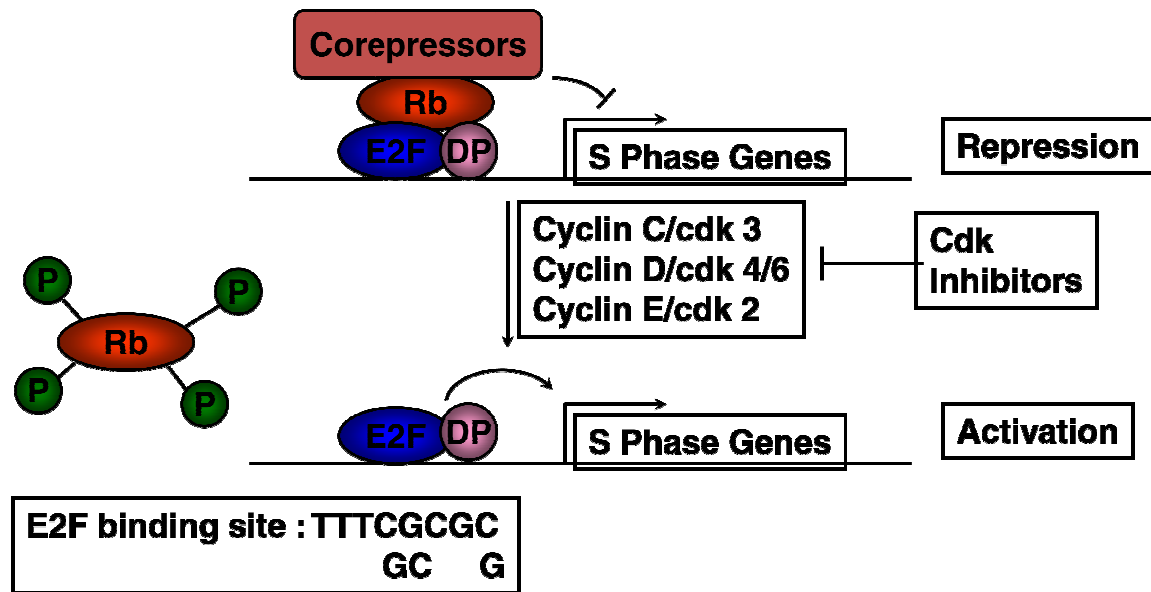 Corepressors
Rb
E2F DP
S Phase Genes
Repression
Cyclin C/cdk 3
Cyclin D/cdk 4/6
Cyclin E/cdk 2
Cdk
Inhibitors
P
P
Rb
P
P
E2F DP
S Phase Genes
Activation
E2F binding site : TTTCGCGC
GC G